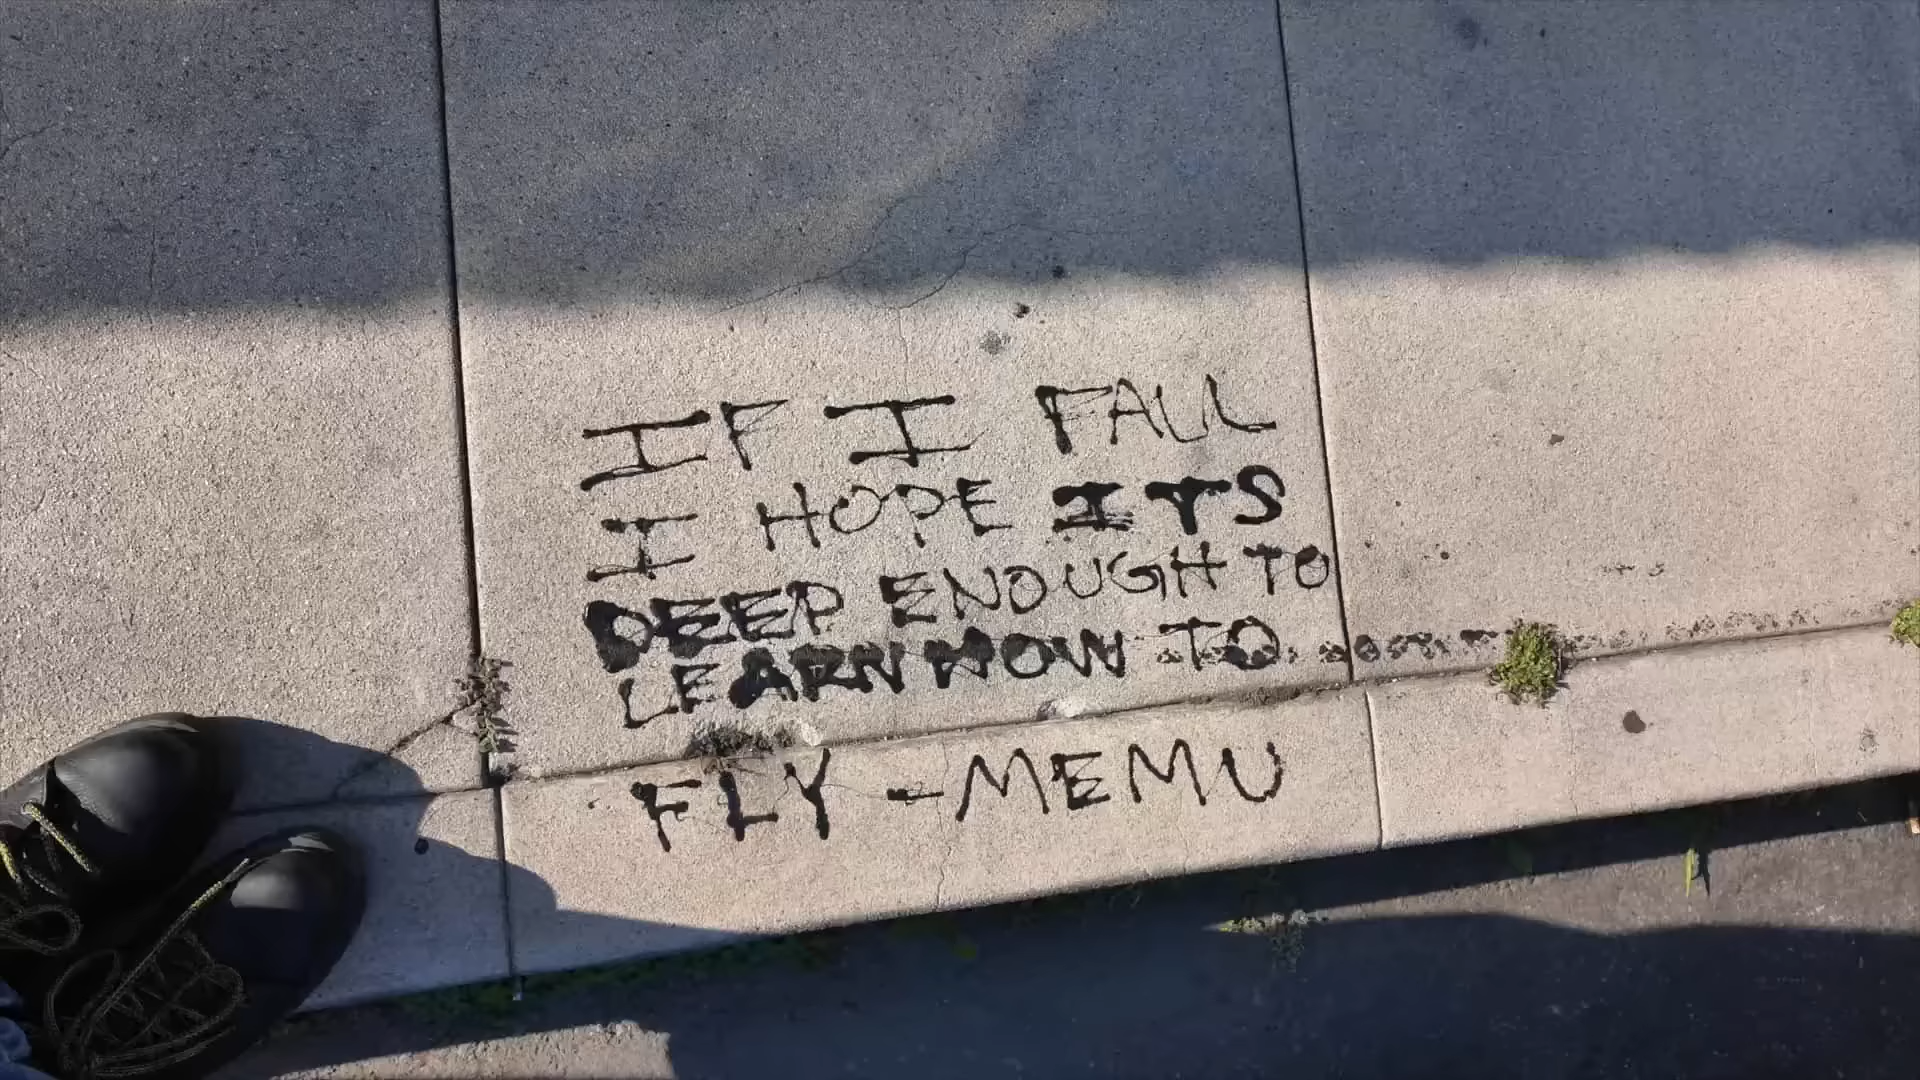 IF I FALL
I HOPE ITS
DEEP ENOUGH TO
LEARN HOW TO
FLY -MEMU